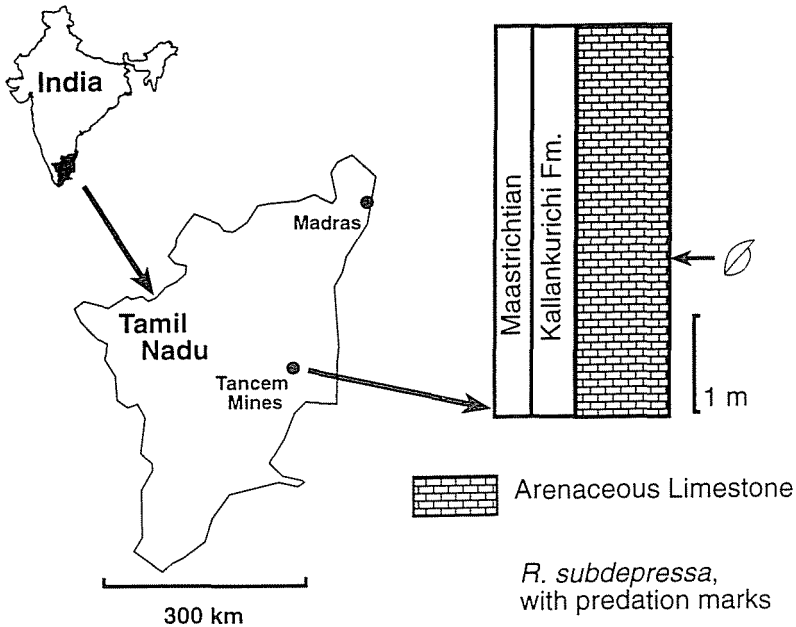 India
Madras
Tamil
Nadu
Tancem
Mines
300 km
Maastrichtian
Kallankurichi Fm.
1 m
Arenaceous Limestone
R. subdepressa,
with predation marks